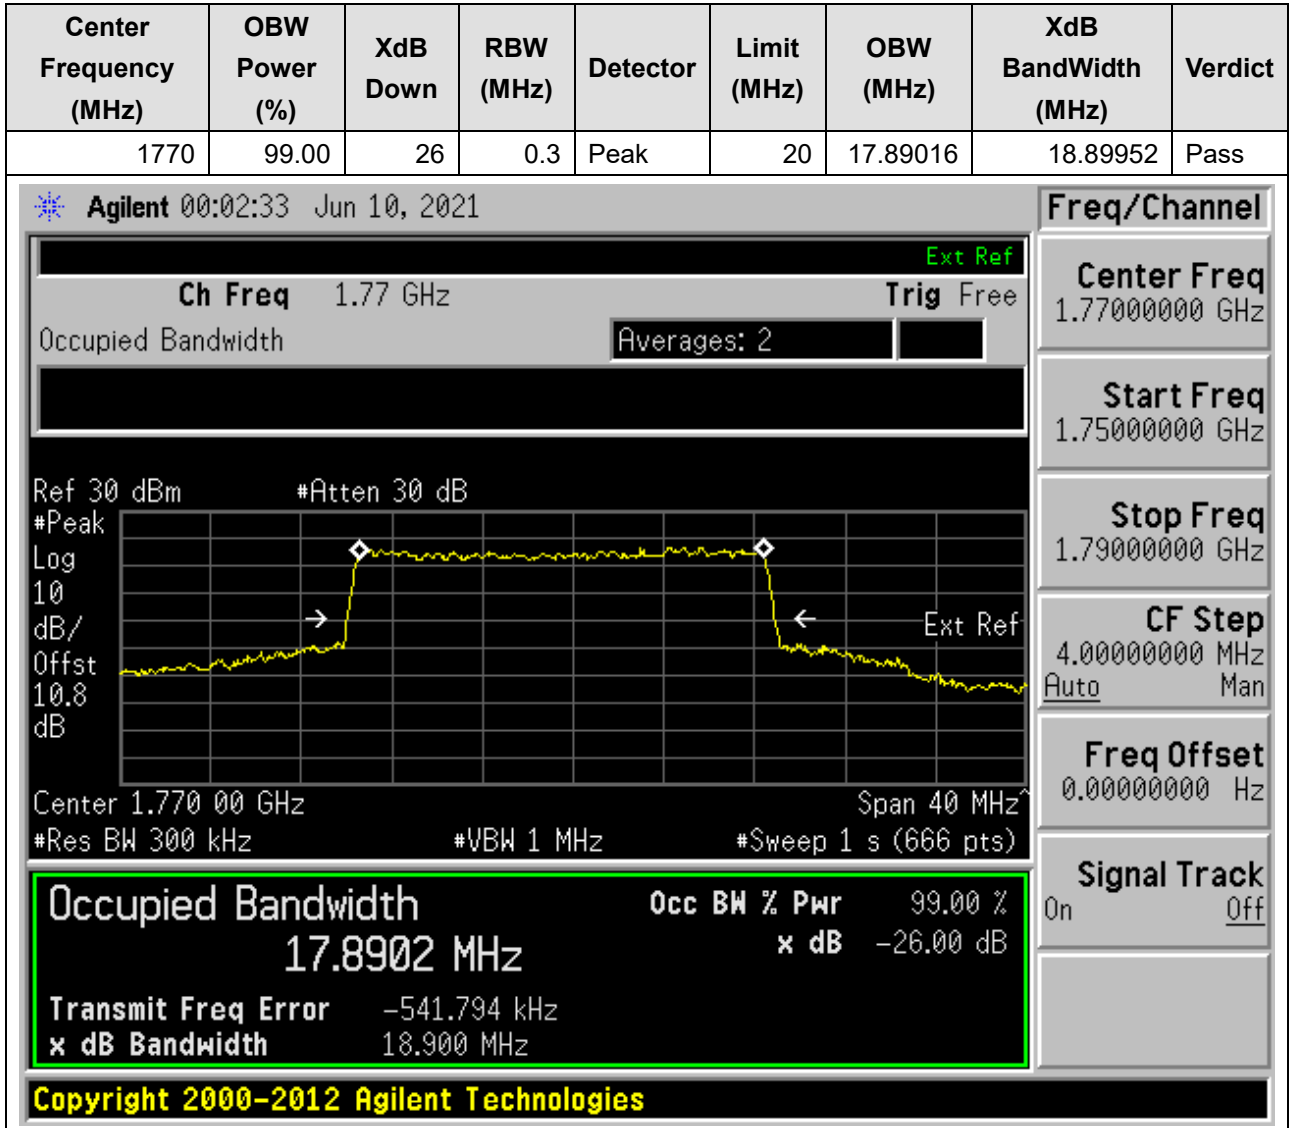 Center Frequency (MHz) OBW Power (%) XdB Down RBW (MHz) Detector Limit (MHz) OBW (MHz) XdB BandWidth (MHz) Verdict
1770 99.00 26 0.3 Peak 20 17.89016 18.89952 Pass
Agilent 00:02:33 Jun 10, 2021
Ext Ref
Ch Freq 1.77 GHz Trig Free
Occupied Bandwidth Averages: 2
Ref 30 dBm #Atten 30 dB
#Peak
Log
10
dB/
Offst
10.8
dB
Ext Ref
Center 1.770 00 GHz Span 40 MHz^
#Res BW 300 kHz #VBW 1 MHz #Sweep 1 s (666 pts)
Occupied Bandwidth
17.8902 MHz
Occ BW % Pwr 99.00 %
x dB -26.00 dB
Transmit Freq Error -541.794 kHz
x dB Bandwidth 18.900 MHz
Copyright 2000-2012 Agilent Technologies
Freq/Channel
Center Freq
1.77000000 GHz
Start Freq
1.75000000 GHz
Stop Freq
1.79000000 GHz
CF Step
4.00000000 MHz
Auto Man
Freq Offset
0.00000000 Hz
Signal Track
On Off